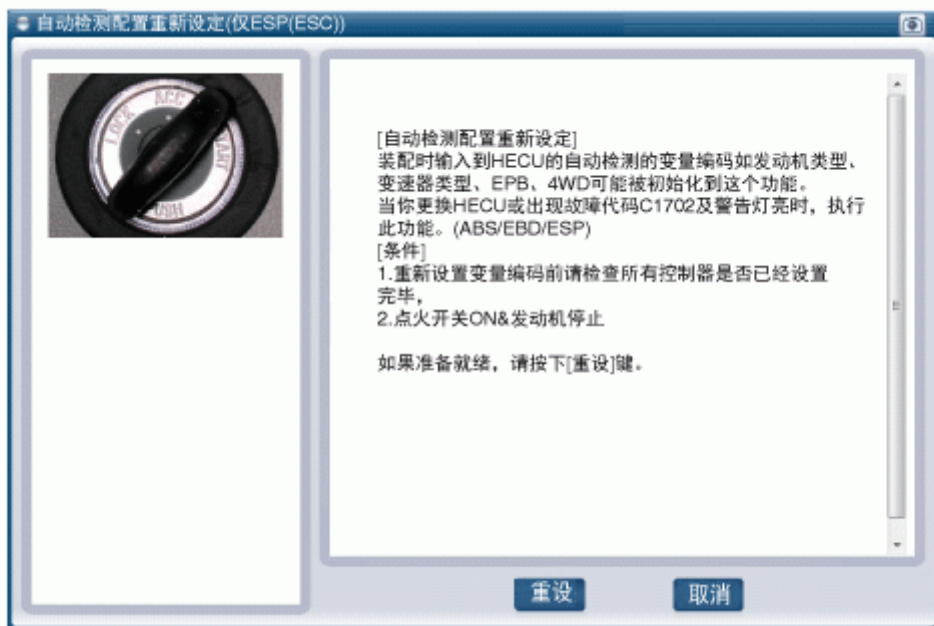 自动检测配置重新设定(仅ESP(ESC))
LOCK
ACC
START
PUSH
[自动检测配置重新设定]
装配时输入到HECU的自动检测的变量编码如发动机类型、
变速器类型、EPB、4WD可能被初始化到这个功能。
当你更换HECU或出现故障代码C1702及警告灯亮时，执行
此功能。(ABS/EBD/ESP)
[条件]
1.重新设置变量编码前请检查所有控制器是否已经设置
完毕，
2.点火开关ON&发动机停止
如果准备就绪，请按下[重设]键。
重设
取消